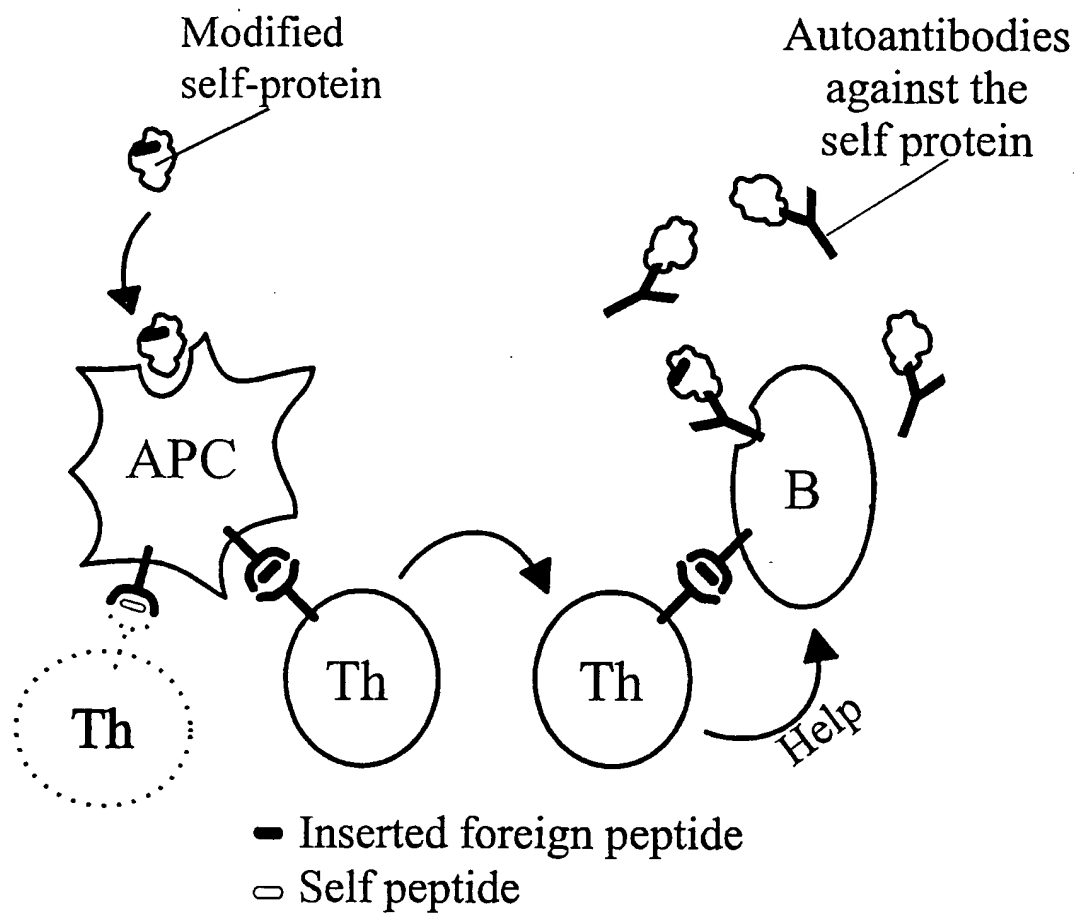 Modified
self-protein
Autoantibodies
against the
self protein
APC
B
Th
Th
Th
Help
Inserted foreign peptide
Self peptide